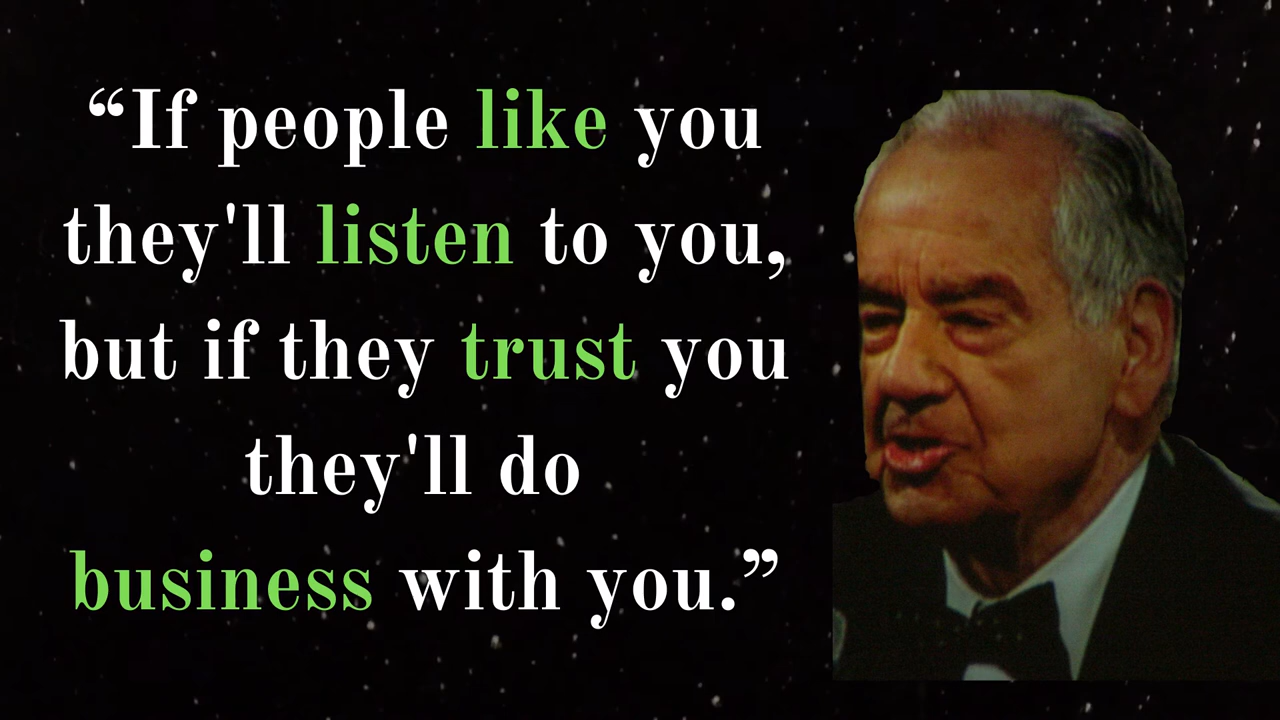 “If people like you
they'll listen to you,
but if they trust you
they'll do
business with you.”